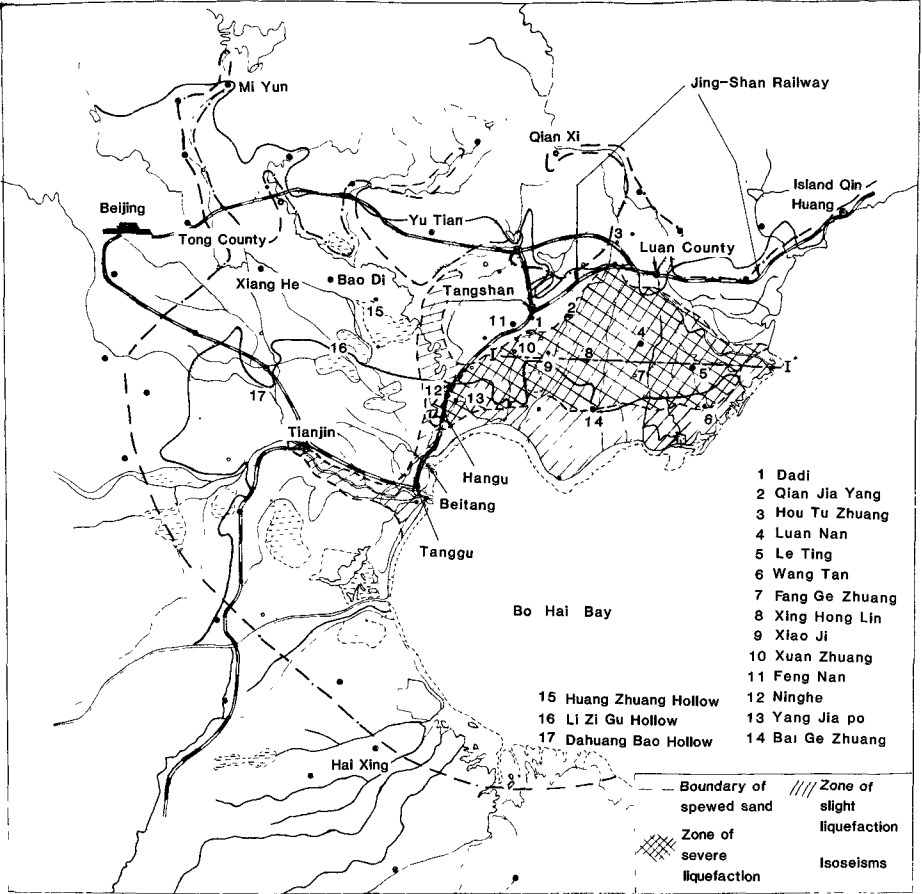 Mi Yun
Jing-Shan Railway
Qian Xi
Island Qin
Huang
Beijing
Yu Tian
Tong County
3
Luan County
Xiang He
Bao Di
Tangshan
15
11
1
2
16
I
10
4
9
8
7
5
I'
17
12
13
14
6
Tianjin
Hangu
Beitang
Tanggu
Bo Hai Bay
Hai Xing
1 Dadi
2 Qian Jia Yang
3 Hou Tu Zhuang
4 Luan Nan
5 Le Ting
6 Wang Tan
7 Fang Ge Zhuang
8 Xing Hong Lin
9 Xiao Ji
10 Xuan Zhuang
11 Feng Nan
12 Ninghe
13 Yang Jia po
14 Bai Ge Zhuang
15 Huang Zhuang Hollow
16 Li Zi Gu Hollow
17 Dahuang Bao Hollow
Boundary of
spewed sand
Zone of
slight
liquefaction
Zone of
severe
liquefaction
Isoseisms